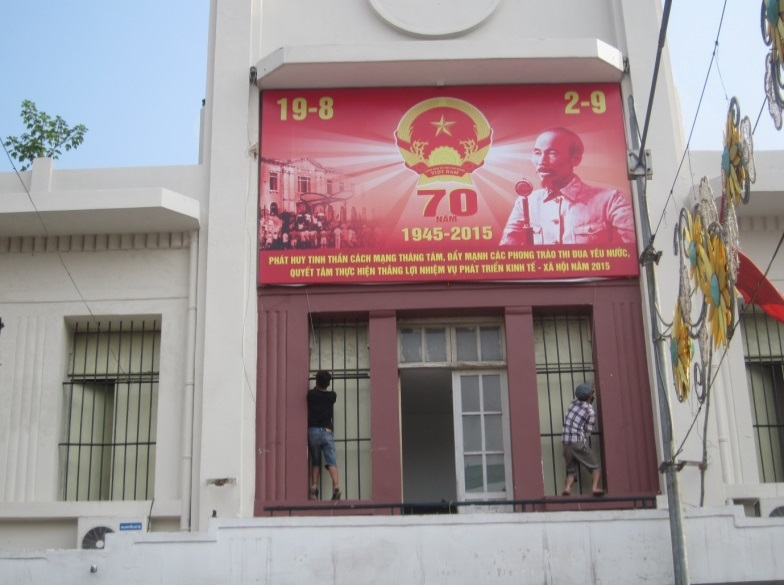 19-8
2-9
VIỆT NAM
70
NĂM
1945-2015
PHÁT HUY TINH THẦN CÁCH MẠNG THÁNG TÁM, ĐẨY MẠNH CÁC PHONG TRÀO THI ĐUA YÊU NƯỚC,
QUYẾT TÂM THỰC HIỆN THẮNG LỢI NHIỆM VỤ PHÁT TRIỂN KINH TẾ - XÃ HỘI NĂM 2015